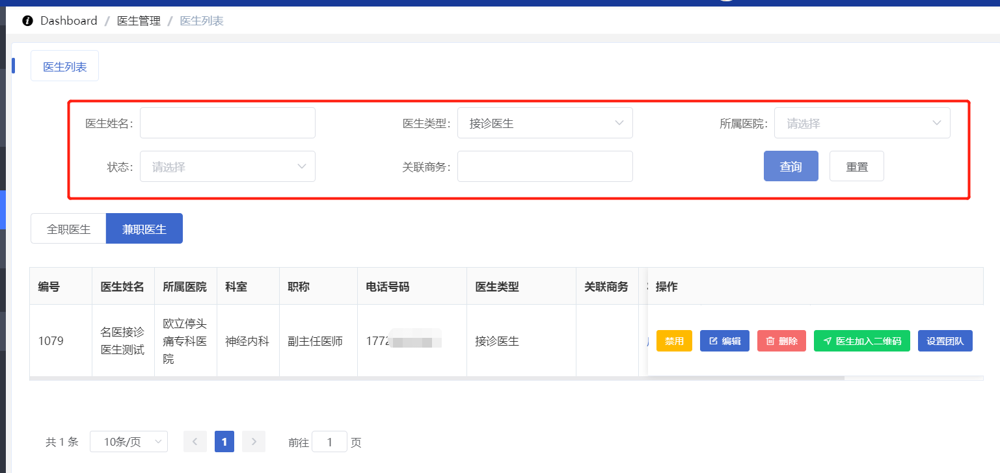 Dashboard / 医生管理 / 医生列表
医生列表
医生姓名: 医生类型: 接诊医生 所属医院: 请选择
状态: 请选择 关联商务: 查询 重置
全职医生 兼职医生
编号 医生姓名 所属医院 科室 职称 电话号码 医生类型 关联商务 操作
1079 名医接诊医生测试 欧立停头痛专科医院 神经内科 副主任医师 1772 接诊医生 禁用 编辑 删除 医生加入二维码 设置团队
共 1 条 10条/页 1 前往 1 页